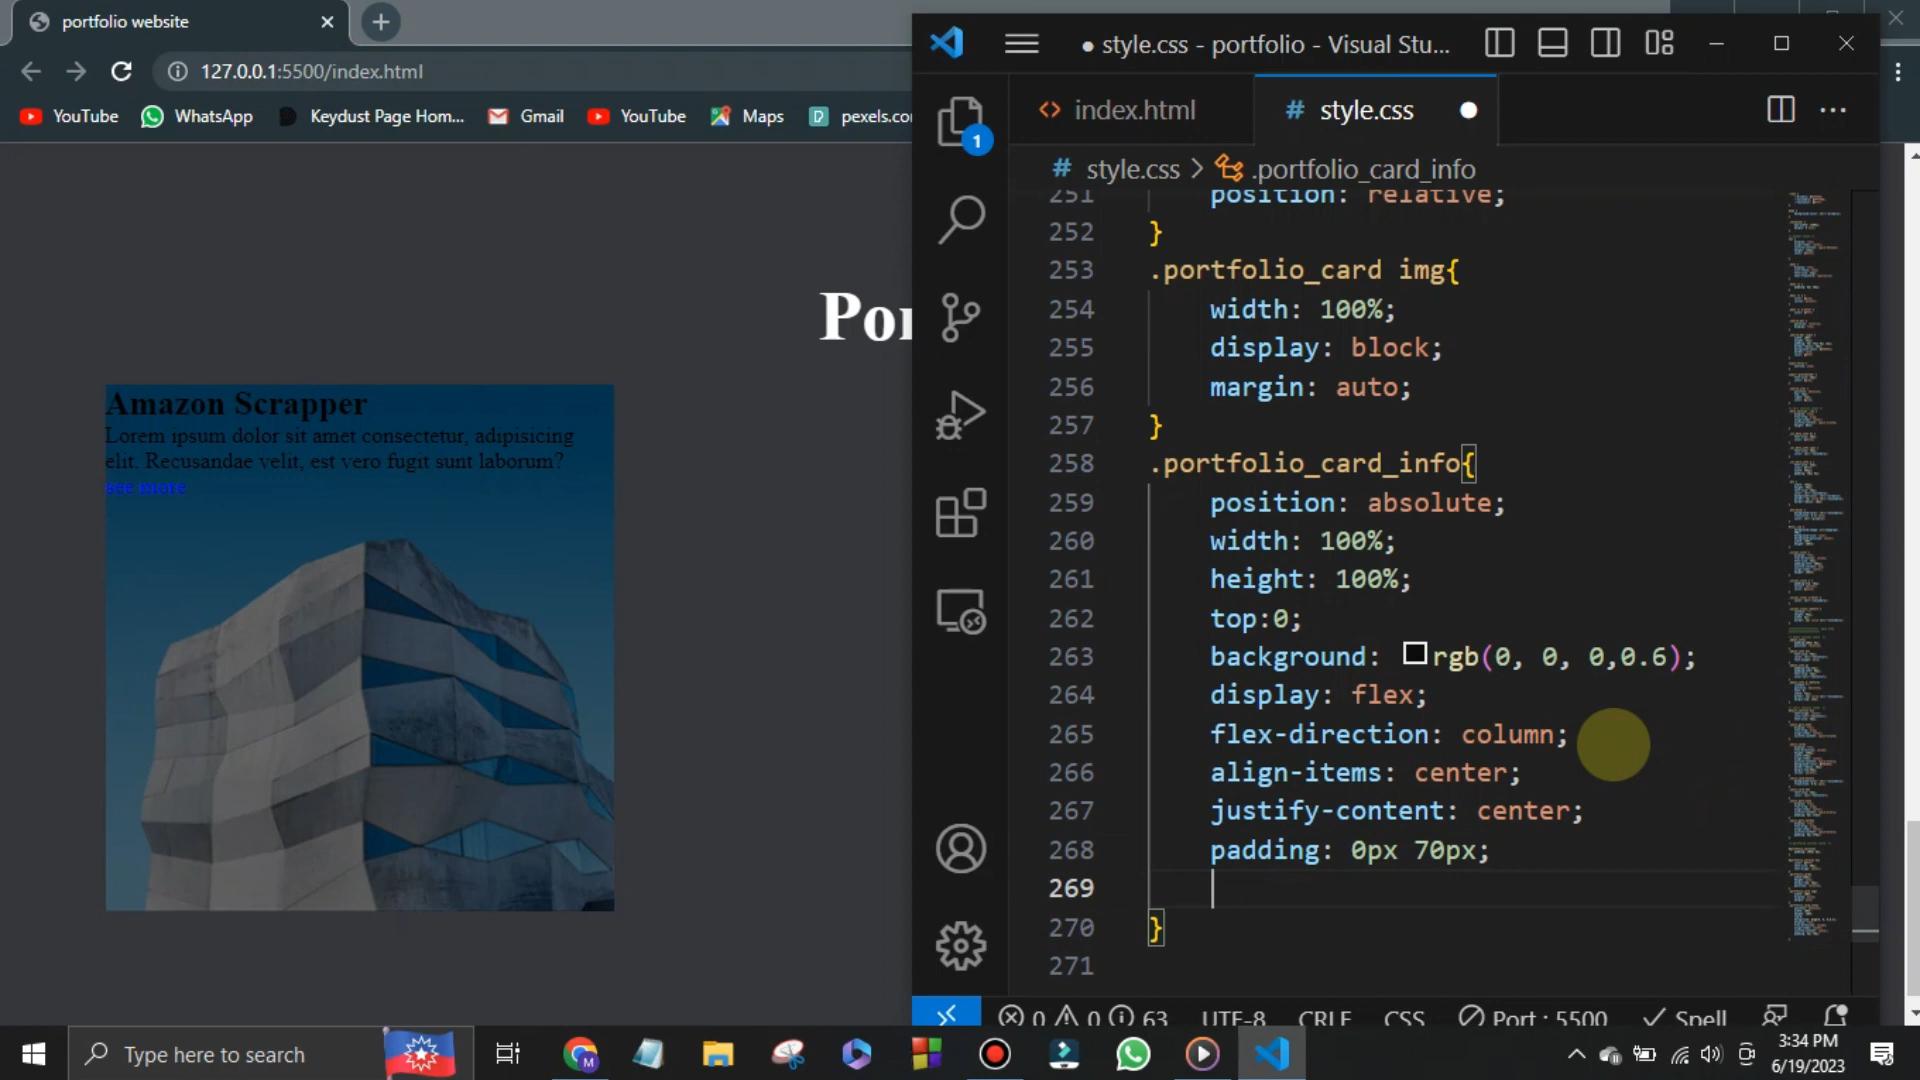 portfolio website
style.css - portfolio - Visual Stu...
127.0.0.1:5500/index.html
YouTube
WhatsApp
Keydust Page Hom...
Gmail
YouTube
Maps
pexels.co
1
index.html
# style.css
# style.css > .portfolio_card_info
251 position: relative;
252 }
253 .portfolio_card img{
254 width: 100%;
255 display: block;
256 margin: auto;
257 }
258 .portfolio_card_info{
259 position: absolute;
260 width: 100%;
261 height: 100%;
262 top:0;
263 background: rgb(0, 0, 0,0.6);
264 display: flex;
265 flex-direction: column;
266 align-items: center;
267 justify-content: center;
268 padding: 0px 70px;
269
270 }
271
Por
Amazon Scrapper
Lorem ipsum dolor sit amet consectetur, adipisicing
elit. Recusandae velit, est vero fugit sunt laborum?
see more
0 0 63 UTF-8 CRLF CSS Port : 5500 Spell
Type here to search
3:34 PM
6/19/2023